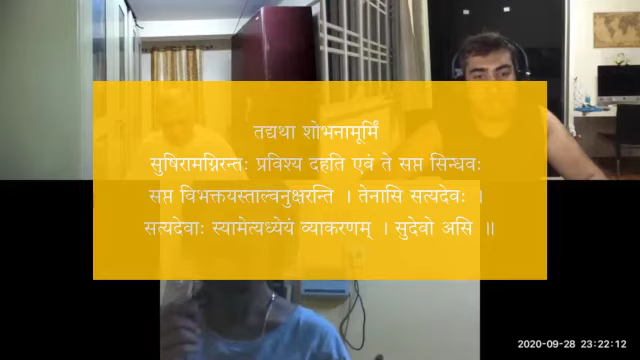 तद्यथा शोभनामूर्मिं
सुषिरामग्निरन्तः प्रविश्य दहति एवं ते सप्त सिन्धवः
सप्त विभक्तयस्ताल्वनुक्षरन्ति । तेनासि सत्यदेवः ।
सत्यदेवाः स्यामेत्यध्येयं व्याकरणम् । सुदेवो असि ॥
2020-09-28 23:22:12